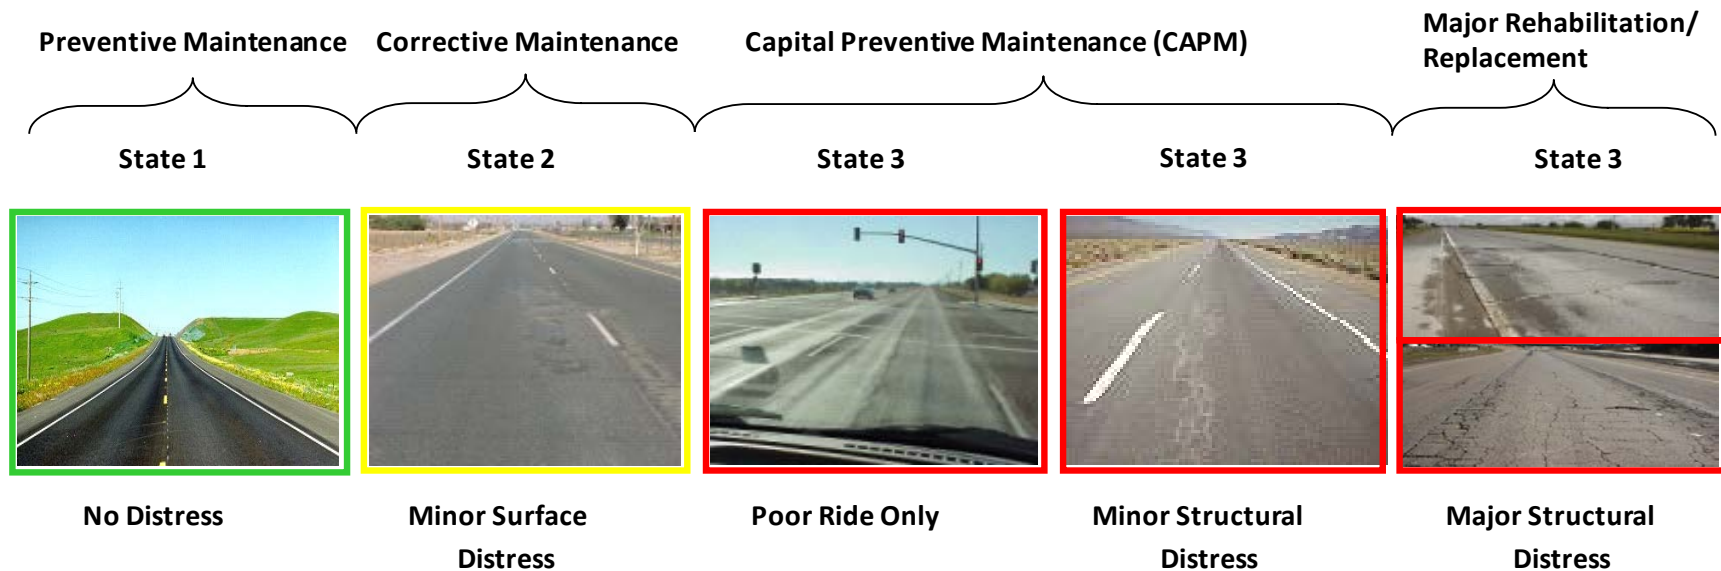 Preventive Maintenance
Corrective Maintenance
Capital Preventive Maintenance (CAPM)
Major Rehabilitation/
Replacement
State 1
State 2
State 3
State 3
State 3
No Distress
Minor Surface
Distress
Poor Ride Only
Minor Structural
Distress
Major Structural
Distress